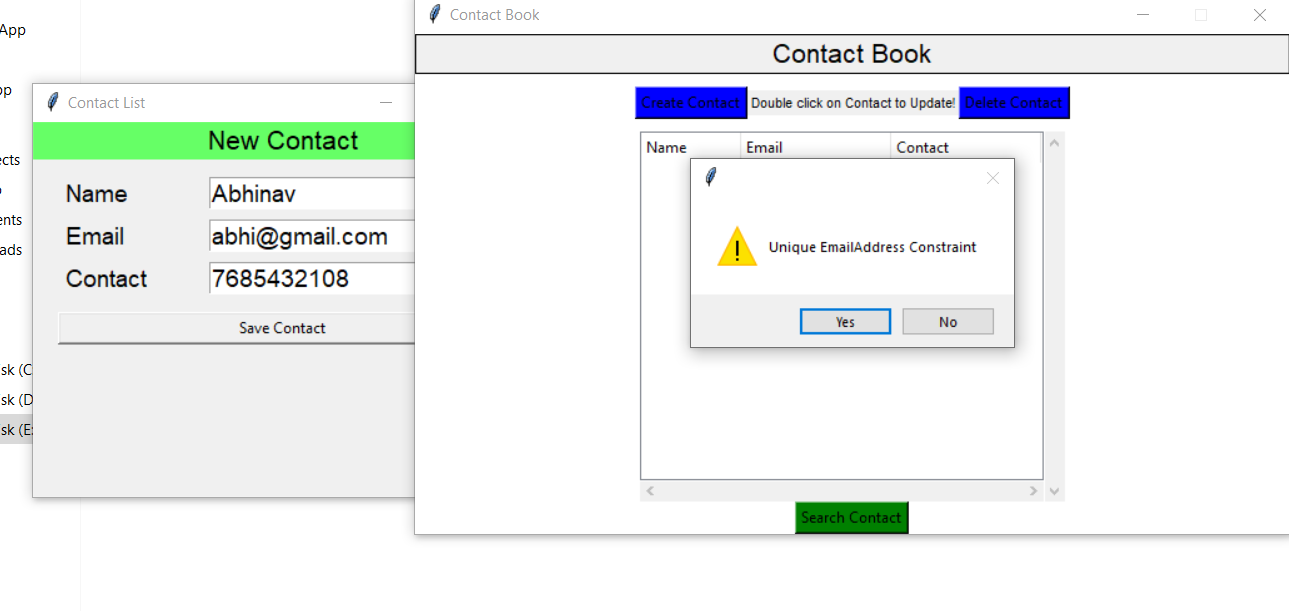 App
pp
ects
ents
ads
sk (C
sk (D
sk (E:
Contact List
New Contact
Name
Abhinav
Email
abhi@gmail.com
Contact
7685432108
Save Contact
Contact Book
Contact Book
Create Contact
Double click on Contact to Update!
Delete Contact
Name Email Contact
Unique EmailAddress Constraint
Yes
No
Search Contact